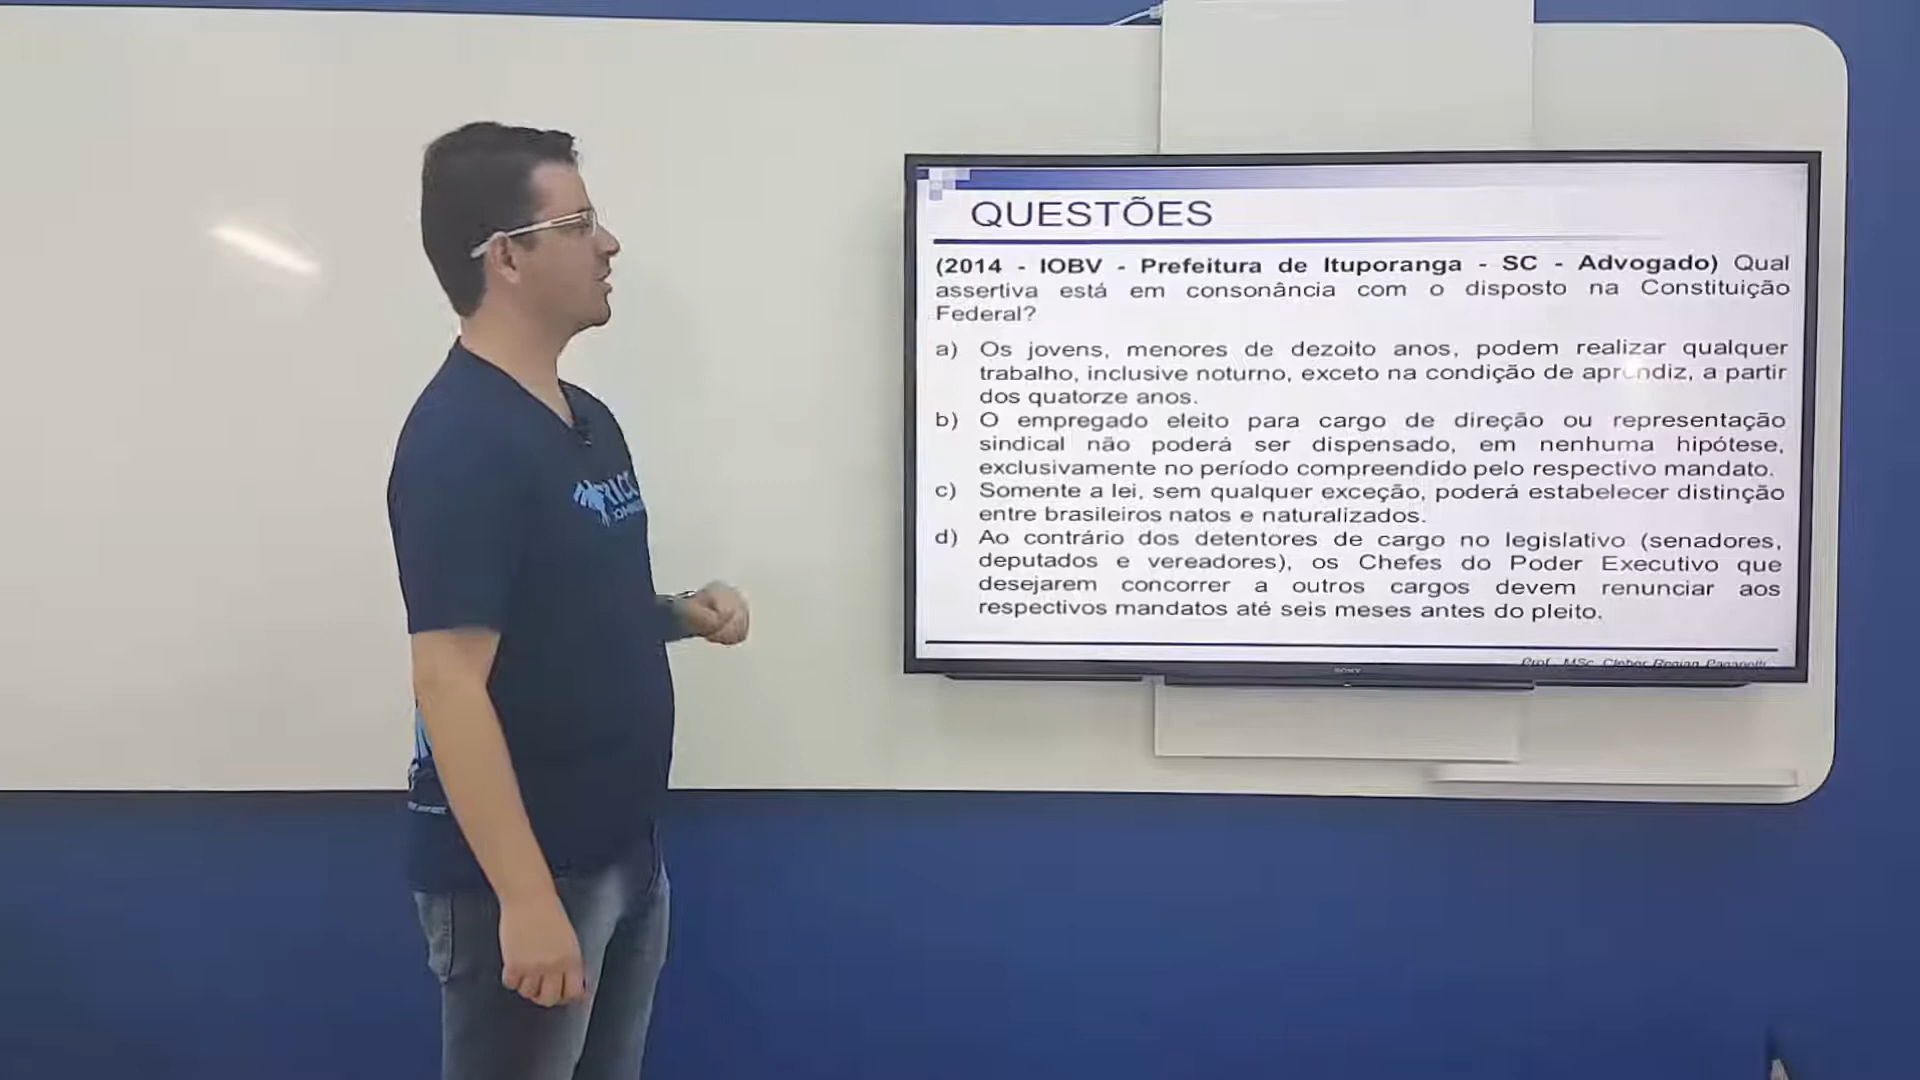 QUESTÕES
(2014 - IOBV - Prefeitura de Ituporanga - SC - Advogado) Qual
assertiva está em consonância com o disposto na Constituição
Federal?
a) Os jovens, menores de dezoito anos, podem realizar qualquer
trabalho, inclusive noturno, exceto na condição de aprendiz, a partir
dos quatorze anos.
b) O empregado eleito para cargo de direção ou representação
sindical não poderá ser dispensado, em nenhuma hipótese,
exclusivamente no período compreendido pelo respectivo mandato.
c) Somente a lei, sem qualquer exceção, poderá estabelecer distinção
entre brasileiros natos e naturalizados.
d) Ao contrário dos detentores de cargo no legislativo (senadores,
deputados e vereadores), os Chefes do Poder Executivo que
desejarem concorrer a outros cargos devem renunciar aos
respectivos mandatos até seis meses antes do pleito.
Prof. MSc. Cleber Regian
SONY